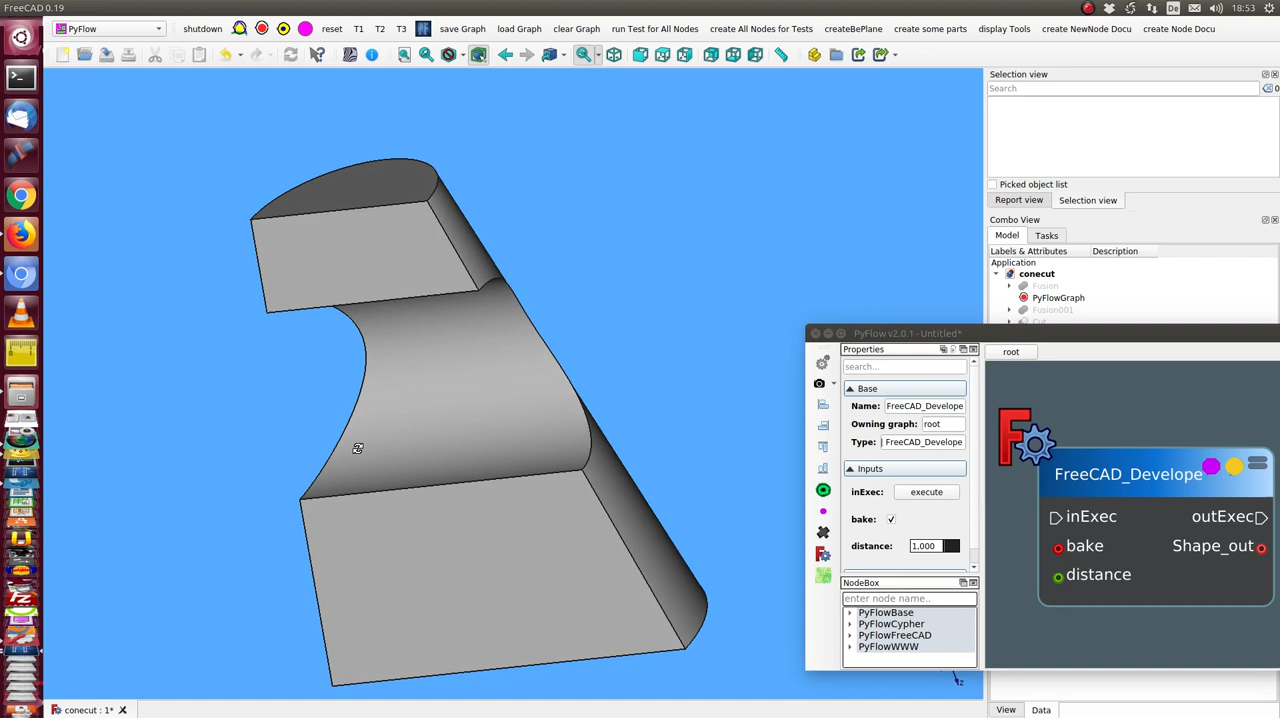 FreeCAD 0.19
De
18:53
PyFlow
shutdown
reset
T1
T2
T3
save Graph
load Graph
clear Graph
run Test for All Nodes
create All Nodes for Tests
createBePlane
create some parts
display Tools
create NewNode Docu
create Node Docu
Selection view
Search
0
Picked object list
Report view
Selection view
Combo View
Model
Tasks
Labels & Attributes
Description
Application
conecut
Fusion
PyFlowGraph
Fusion001
Cut
PyFlow v2.0.1 - Untitled*
Properties
root
search...
Base
Name:
FreeCAD_Develope
Owning graph:
root
Type:
FreeCAD_Develope
Inputs
inExec:
execute
bake:
distance:
1,000
NodeBox
enter node name..
PyFlowBase
PyFlowCypher
PyFlowFreeCAD
PyFlowWWW
FreeCAD_Develope
inExec
outExec
bake
Shape_out
distance
z
conecut : 1*
View
Data